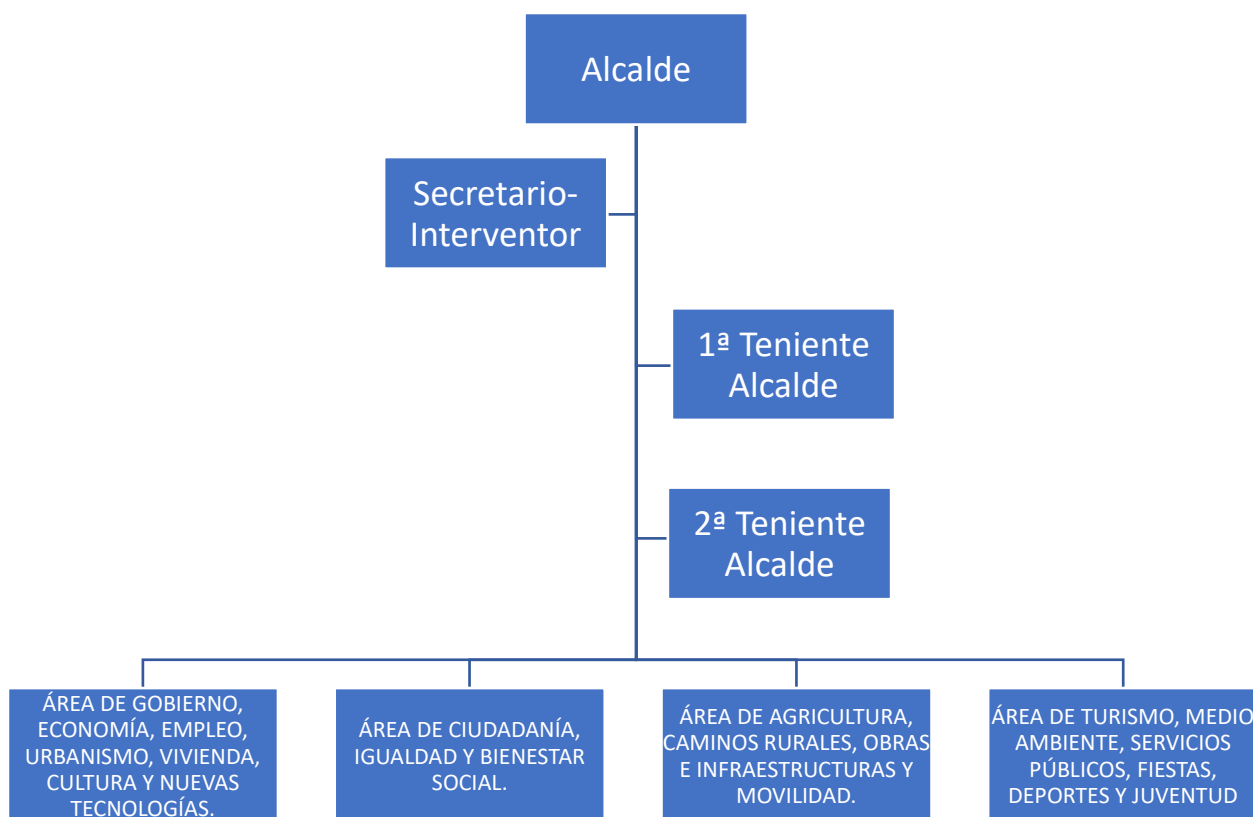 Alcalde
Secretario-
Interventor
1ª Teniente
Alcalde
2ª Teniente
Alcalde
ÁREA DE GOBIERNO,
ECONOMÍA, EMPLEO,
URBANISMO, VIVIENDA,
CULTURA Y NUEVAS
TECNOLOGÍAS.
ÁREA DE CIUDADANÍA,
IGUALDAD Y BIENESTAR
SOCIAL.
ÁREA DE AGRICULTURA,
CAMINOS RURALES, OBRAS
E INFRAESTRUCTURAS Y
MOVILIDAD.
ÁREA DE TURISMO, MEDIO
AMBIENTE, SERVICIOS
PÚBLICOS, FIESTAS,
DEPORTES Y JUVENTUD